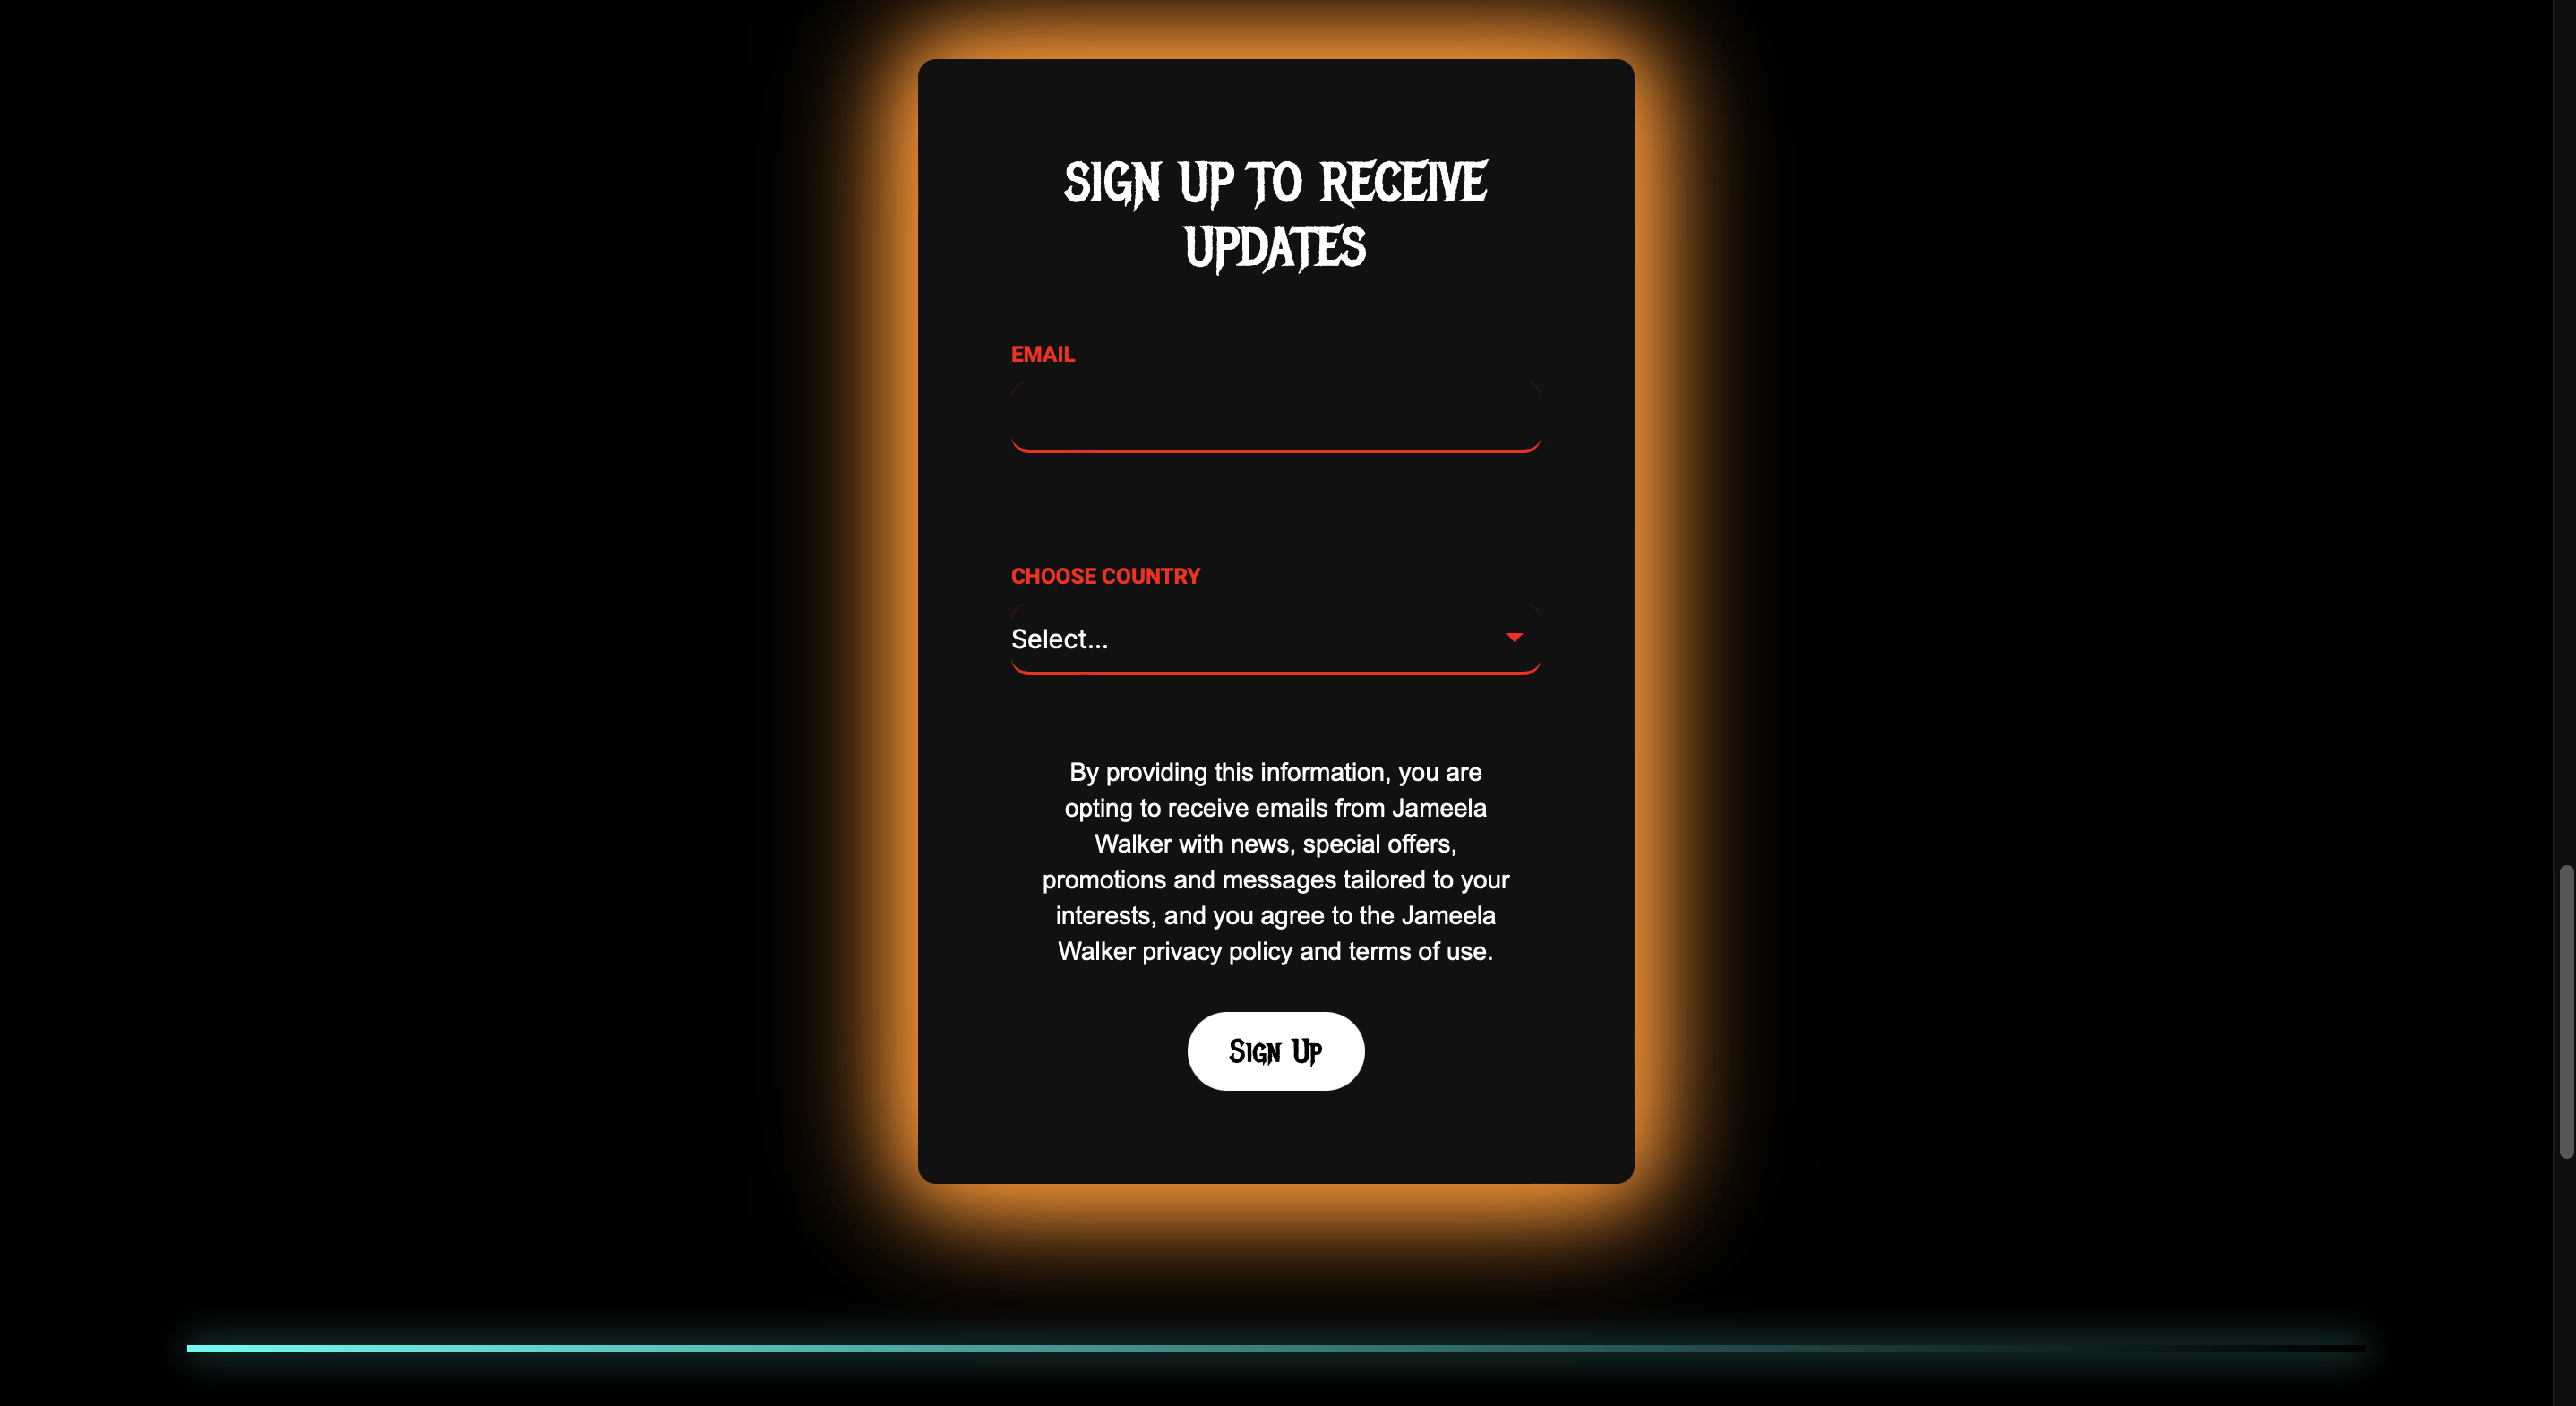 SIGN UP TO RECEIVE
UPDATES
EMAIL
CHOOSE COUNTRY
Select...
By providing this information, you are
opting to receive emails from Jameela
Walker with news, special offers,
promotions and messages tailored to your
interests, and you agree to the Jameela
Walker privacy policy and terms of use.
Sign Up